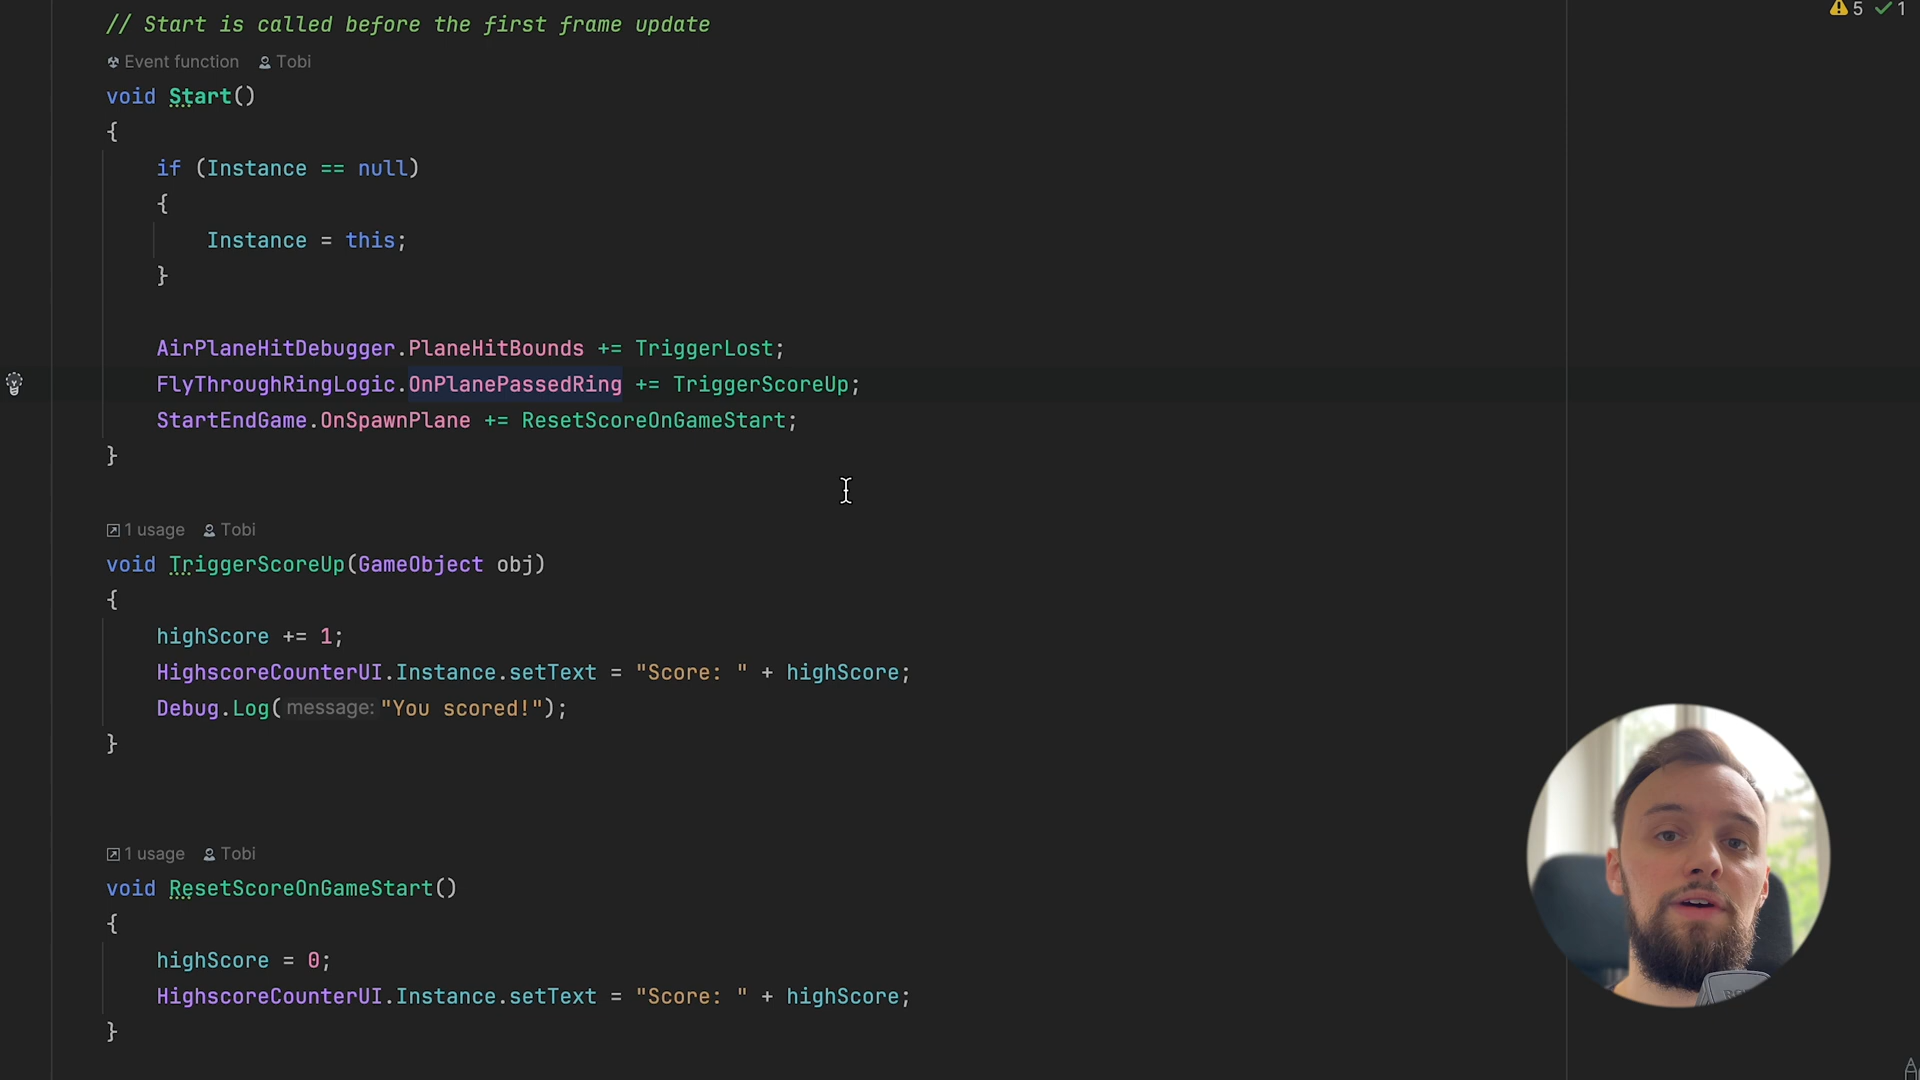 // Start is called before the first frame update
5 1
Event function Tobi
void Start()
{
if (Instance == null)
{
Instance = this;
}
AirPlaneHitDebugger.PlaneHitBounds += TriggerLost;
FlyThroughRingLogic.OnPlanePassedRing += TriggerScoreUp;
StartEndGame.OnSpawnPlane += ResetScoreOnGameStart;
}
1 usage Tobi
void TriggerScoreUp(GameObject obj)
{
highScore += 1;
HighscoreCounterUI.Instance.setText = "Score: " + highScore;
Debug.Log( message: "You scored!");
}
1 usage Tobi
void ResetScoreOnGameStart()
{
highScore = 0;
HighscoreCounterUI.Instance.setText = "Score: " + highScore;
}